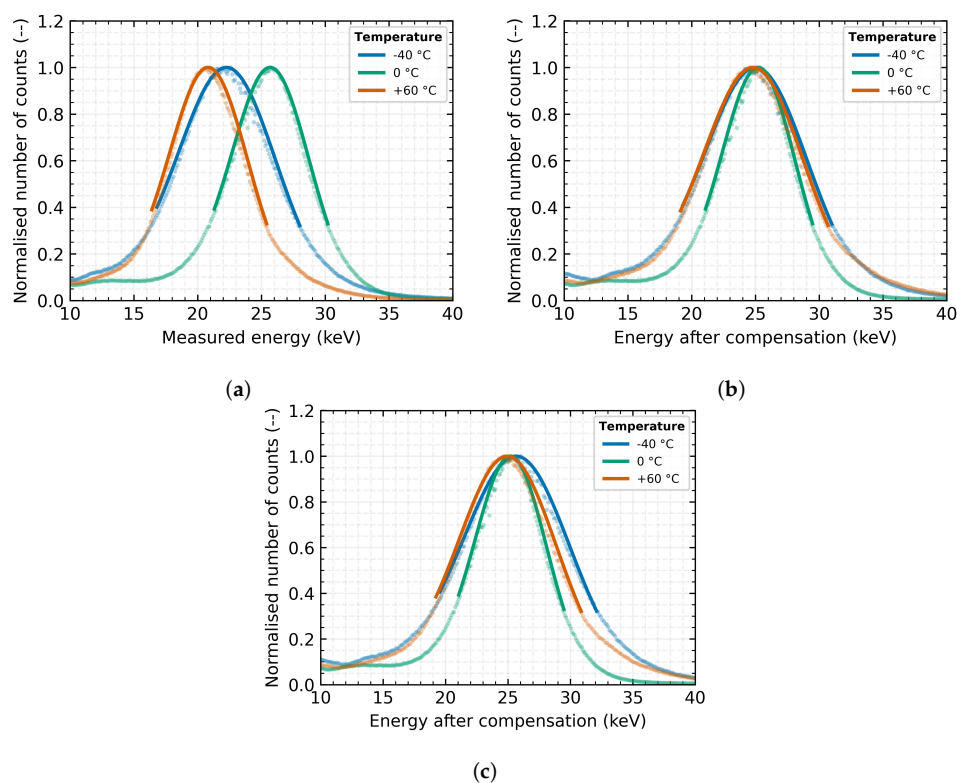 Normalised number of counts (--)
1.2
1.0
0.8
0.6
0.4
0.2
0.0
Temperature
-40 °C
0 °C
+60 °C
10 15 20 25 30 35 40
Measured energy (keV)
(a)
Normalised number of counts (--)
1.2
1.0
0.8
0.6
0.4
0.2
0.0
Temperature
-40 °C
0 °C
+60 °C
10 15 20 25 30 35 40
Energy after compensation (keV)
(b)
Normalised number of counts (--)
1.2
1.0
0.8
0.6
0.4
0.2
0.0
Temperature
-40 °C
0 °C
+60 °C
10 15 20 25 30 35 40
Energy after compensation (keV)
(c)